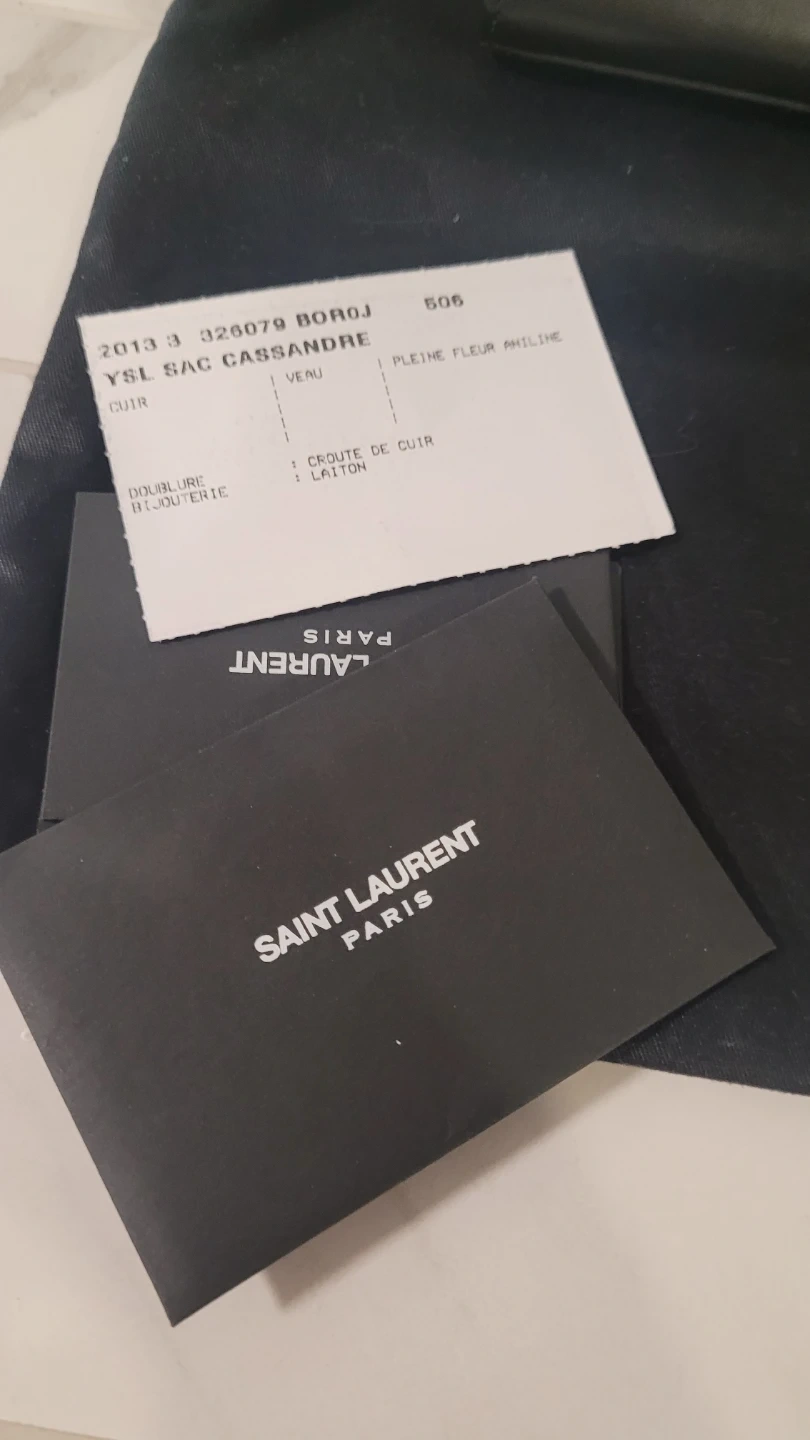 2013 3 326079 BOR0J 506
YSL SAC CASSANDRE
CUIR | VEAU | PLEINE FLEUR ANILINE
DOUBLURE : CROUTE DE CUIR
BIJOUTERIE : LAITON
LAURENT
PARIS
SAINT LAURENT
PARIS